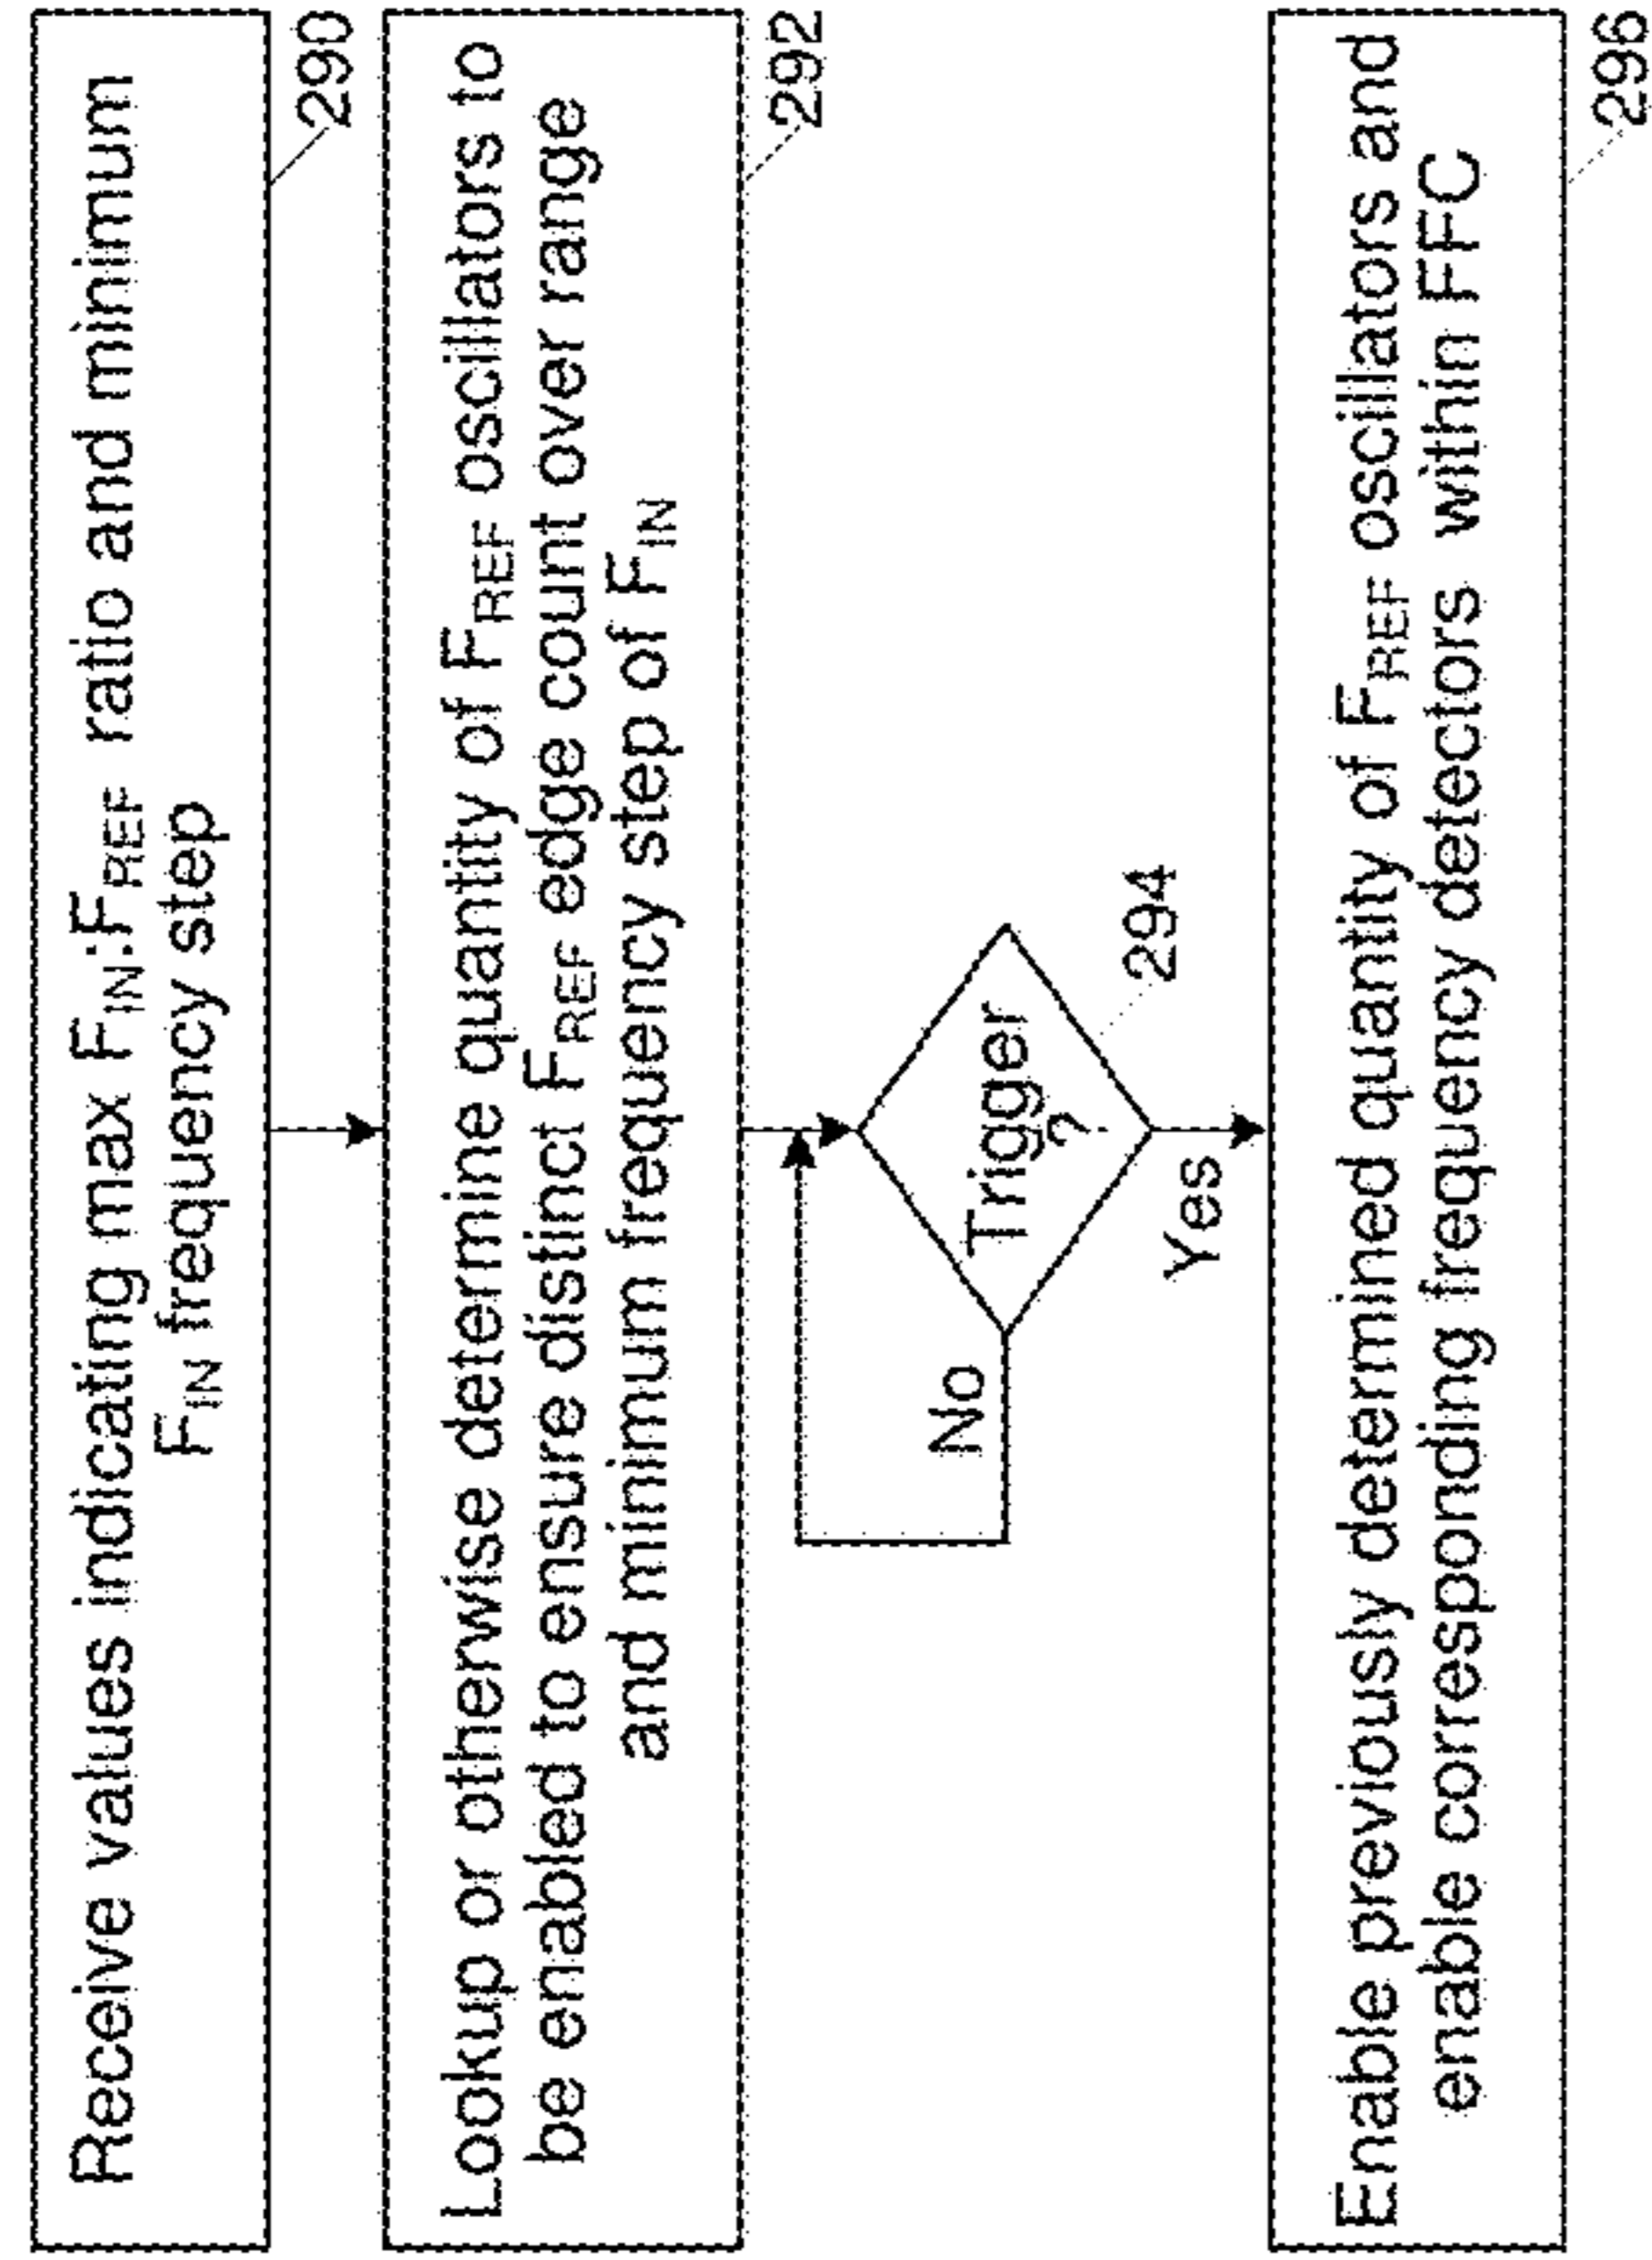 Receive values indicating max FIN:FREF ratio and minimum
FIN frequency step
290
Lookup or otherwise determine quantity of FREF oscillators to
be enabled to ensure distinct FREF edge count over range
and minimum frequency step of FIN
292
Trigger
?
294
No
Yes
Enable previously determined quantity of FREF oscillators and
enable corresponding frequency detectors within FFC
296